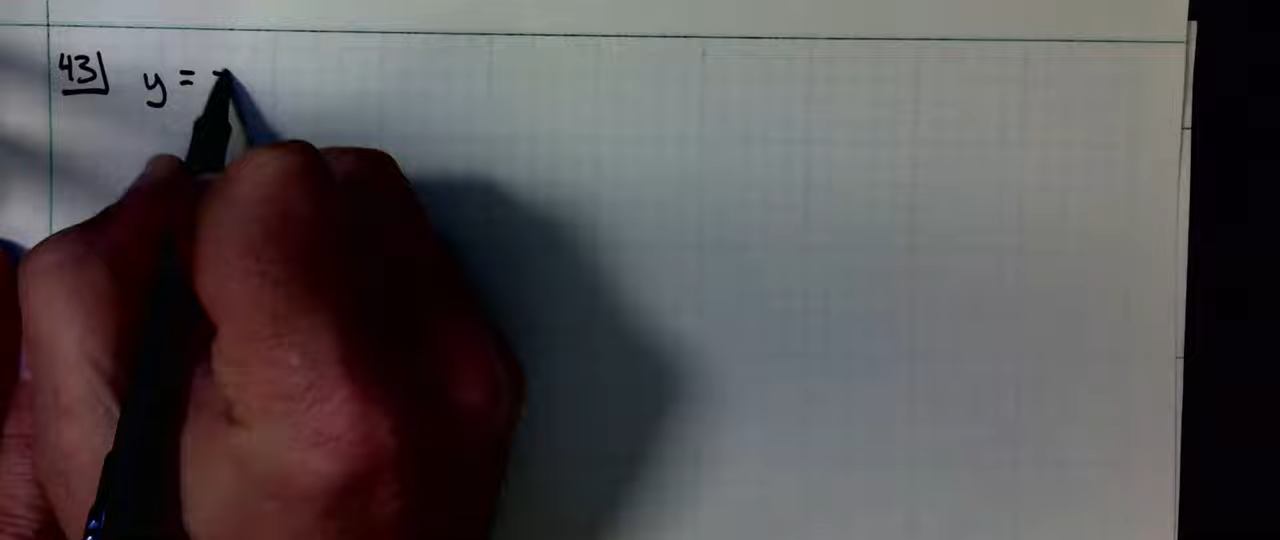 43 y = -